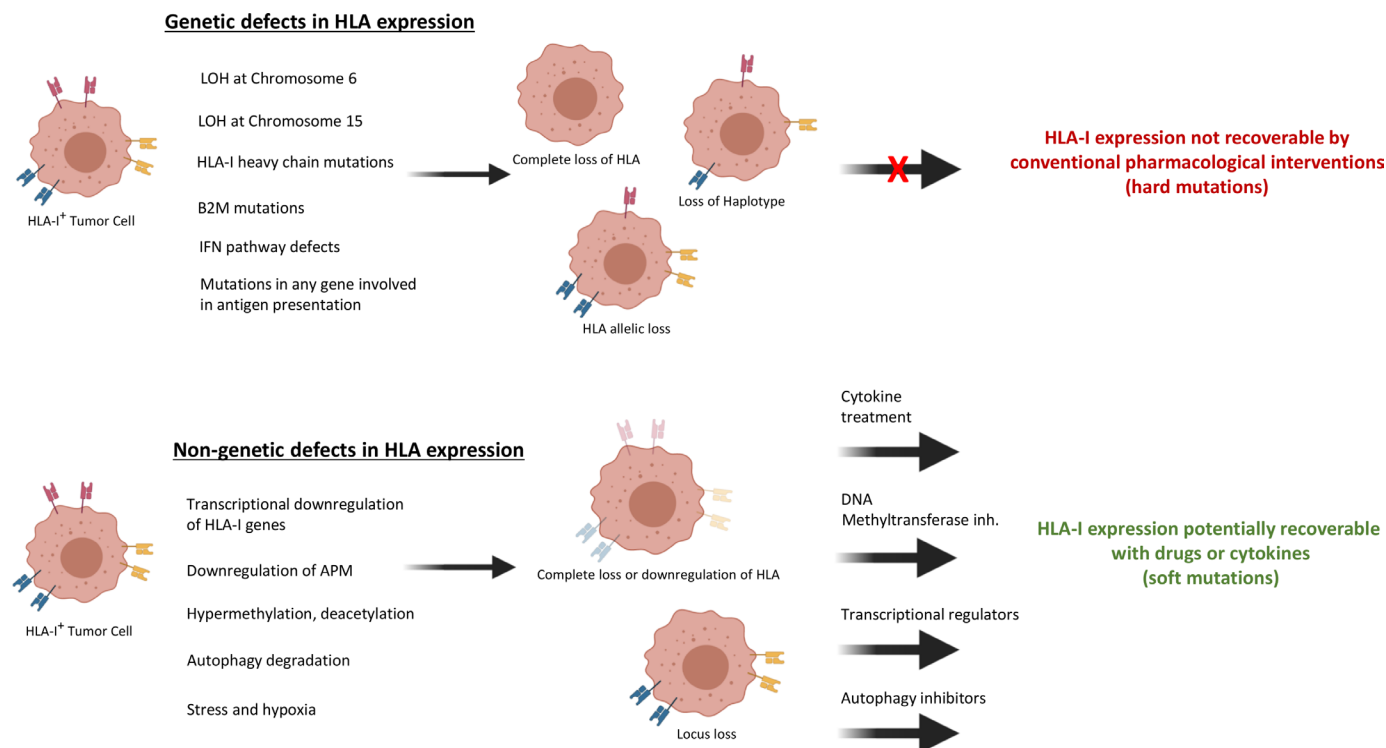 Genetic defects in HLA expression
HLA-I⁺ Tumor Cell
LOH at Chromosome 6
LOH at Chromosome 15
HLA-I heavy chain mutations
B2M mutations
IFN pathway defects
Mutations in any gene involved
in antigen presentation
Complete loss of HLA
Loss of Haplotype
HLA allelic loss
X
HLA-I expression not recoverable by
conventional pharmacological interventions
(hard mutations)
Non-genetic defects in HLA expression
HLA-I⁺ Tumor Cell
Transcriptional downregulation
of HLA-I genes
Downregulation of APM
Hypermethylation, deacetylation
Autophagy degradation
Stress and hypoxia
Complete loss or downregulation of HLA
Locus loss
Cytokine
treatment
DNA
Methyltransferase inh.
Transcriptional regulators
Autophagy inhibitors
HLA-I expression potentially recoverable
with drugs or cytokines
(soft mutations)